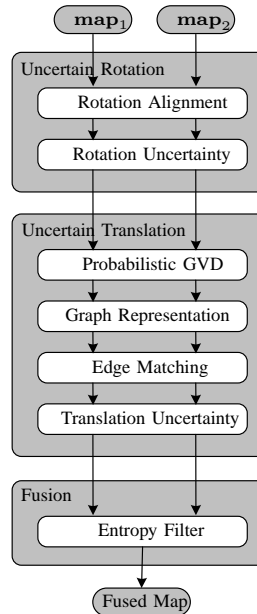 map₁ map₂
Uncertain Rotation
Rotation Alignment
Rotation Uncertainty
Uncertain Translation
Probabilistic GVD
Graph Representation
Edge Matching
Translation Uncertainty
Fusion
Entropy Filter
Fused Map